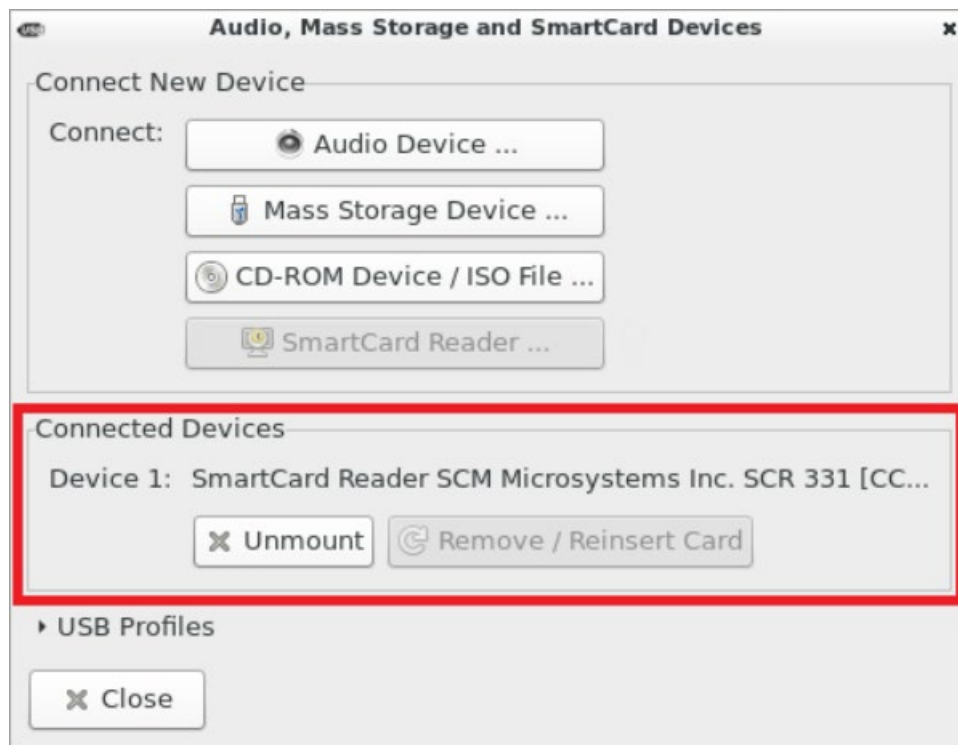 Audio, Mass Storage and SmartCard Devices
Connect New Device
Connect:
Audio Device ...
Mass Storage Device ...
CD-ROM Device / ISO File ...
SmartCard Reader ...
Connected Devices
Device 1: SmartCard Reader SCM Microsystems Inc. SCR 331 [CC...
Unmount Remove / Reinsert Card
USB Profiles
Close